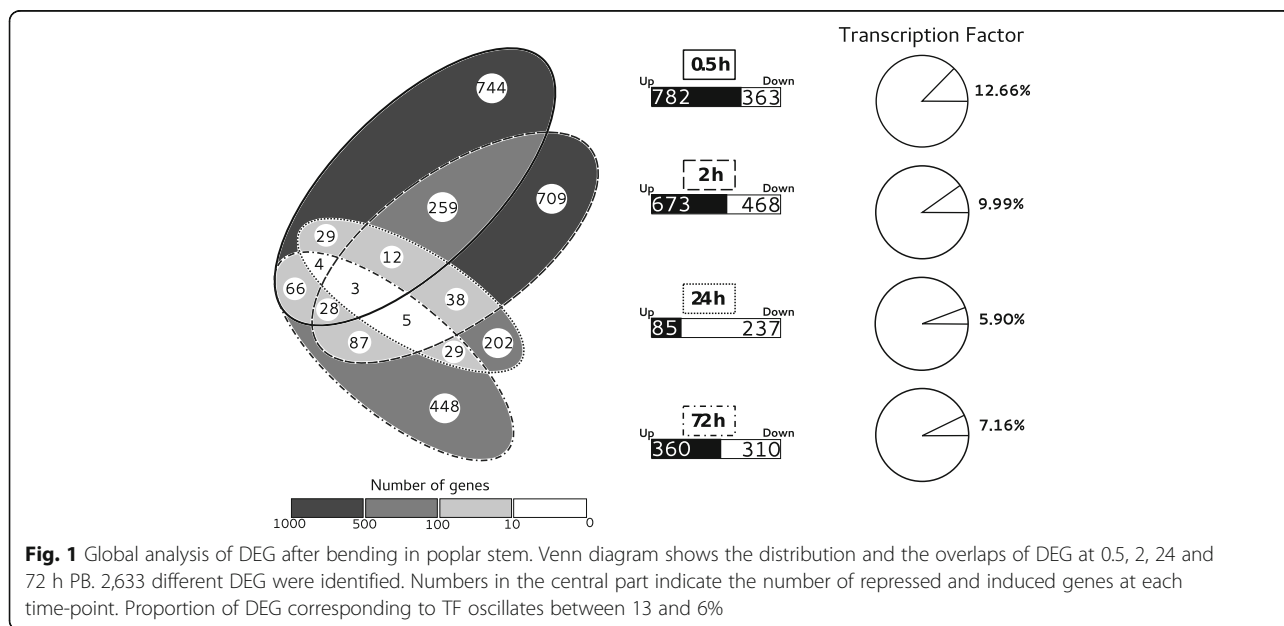 Transcription Factor
744
709
259
29
12
4
66
3
38
28
5
87
29
202
448
0.5h
Up Down
782 363
12.66%
2h
Up Down
673 468
9.99%
24h
Up Down
85 237
5.90%
72h
Up Down
360 310
7.16%
Number of genes
1000 500 100 10 0
Fig. 1 Global analysis of DEG after bending in poplar stem. Venn diagram shows the distribution and the overlaps of DEG at 0.5, 2, 24 and
72 h PB. 2,633 different DEG were identified. Numbers in the central part indicate the number of repressed and induced genes at each
time-point. Proportion of DEG corresponding to TF oscillates between 13 and 6%